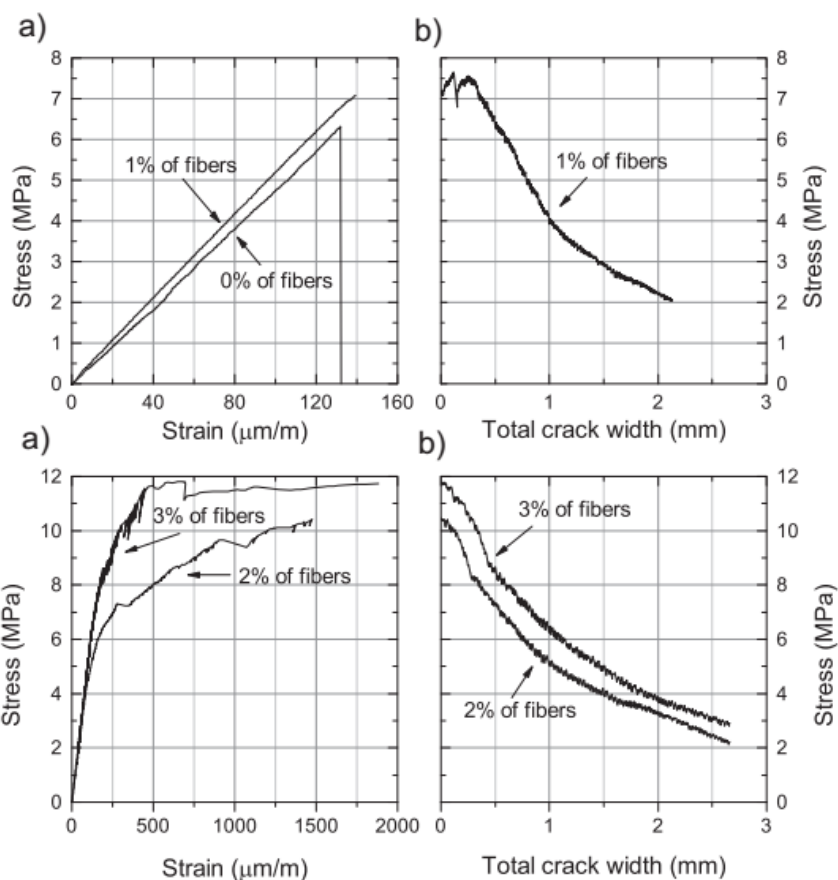 a)
b)
8
7
6
5
4
3
2
1
0
Stress (MPa)
1% of fibers
0% of fibers
0 40 80 120 160
Strain (μm/m)
1% of fibers
8
7
6
5
4
3
2
1
0
Stress (MPa)
0 1 2 3
Total crack width (mm)
a)
b)
12
10
8
6
4
2
0
Stress (MPa)
3% of fibers
2% of fibers
0 500 1000 1500 2000
Strain (μm/m)
3% of fibers
2% of fibers
12
10
8
6
4
2
0
Stress (MPa)
0 1 2 3
Total crack width (mm)